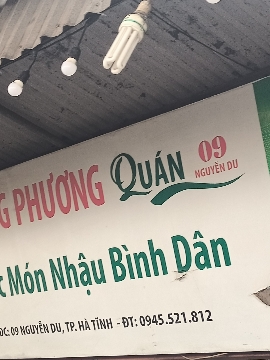 PHƯƠNG QUÁN 09
NGUYỄN DU
Món Nhậu Bình Dân
09 NGUYỄN DU, TP. HÀ TĨNH - ĐT: 0945.521.812